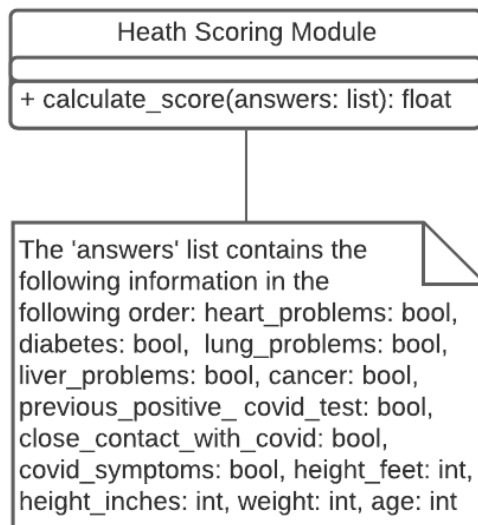 Heath Scoring Module
+ calculate_score(answers: list): float
The 'answers' list contains the
following information in the
following order: heart_problems: bool,
diabetes: bool,  lung_problems: bool,
liver_problems: bool, cancer: bool,
previous_positive_ covid_test: bool,
close_contact_with_covid: bool,
covid_symptoms: bool, height_feet: int,
height_inches: int, weight: int, age: int